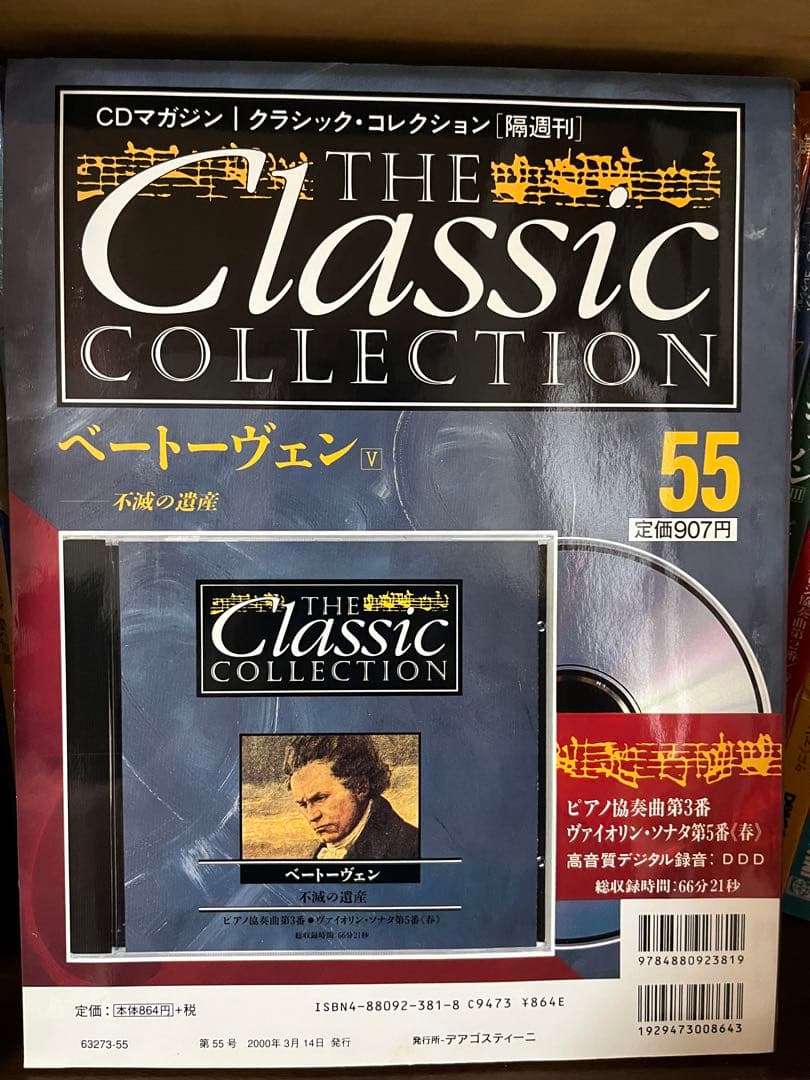 CDマガジン|クラシック・コレクション[隔週刊]
THE
Classic
COLLECTION
ベートーヴェン V
不滅の遺産
55
定価907円
THE
Classic
COLLECTION
ベートーヴェン
不滅の遺産
ピアノ協奏曲第3番●ヴァイオリン・ソナタ第5番《春》
総収録時間:66分21秒
ピアノ協奏曲第3番
ヴァイオリン・ソナタ第5番《春》
高音質デジタル録音:DDD
総収録時間:66分21秒
9784880923819
1929473008643
ISBN4-88092-381-8 C9473 ¥864E
定価:本体864円+税
63273-55 第55号 2000年3月14日 発行 発行所-デアゴスティーニ